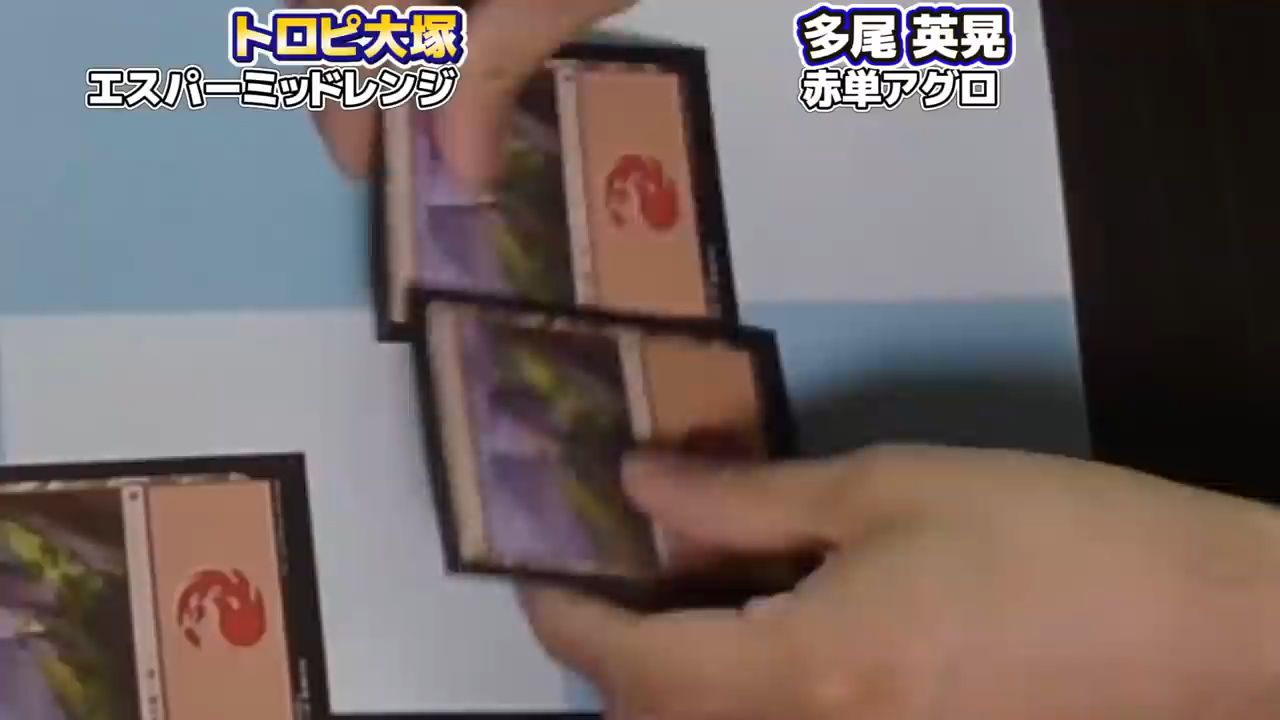 トロピ大塚
エスパーミッドレンジ
多尾 英晃
赤単アグロ